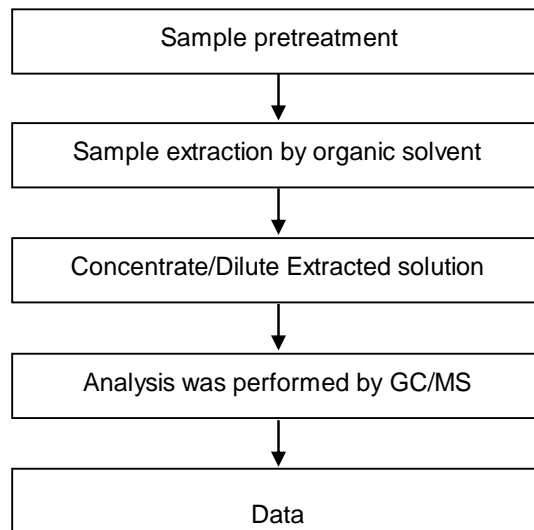 Sample pretreatment
Sample extraction by organic solvent
Concentrate/Dilute Extracted solution
Analysis was performed by GC/MS
Data